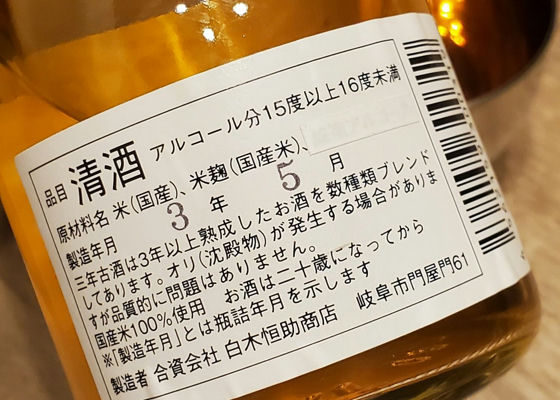 品目 清酒 アルコール分15度以上16度未満
原材料名 米(国産)、米麹(国産米)、
製造年月 3 年 5 月
三年古酒は3年以上熟成したお酒を数種類ブレンド
してあります。オリ(沈殿物)が発生する場合がありま
すが品質的に問題はありません。
国産米100%使用 お酒は二十歳になってから
※「製造年月」とは瓶詰年月を示します
製造者 合資会社 白木恒助商店 岐阜市門屋門61